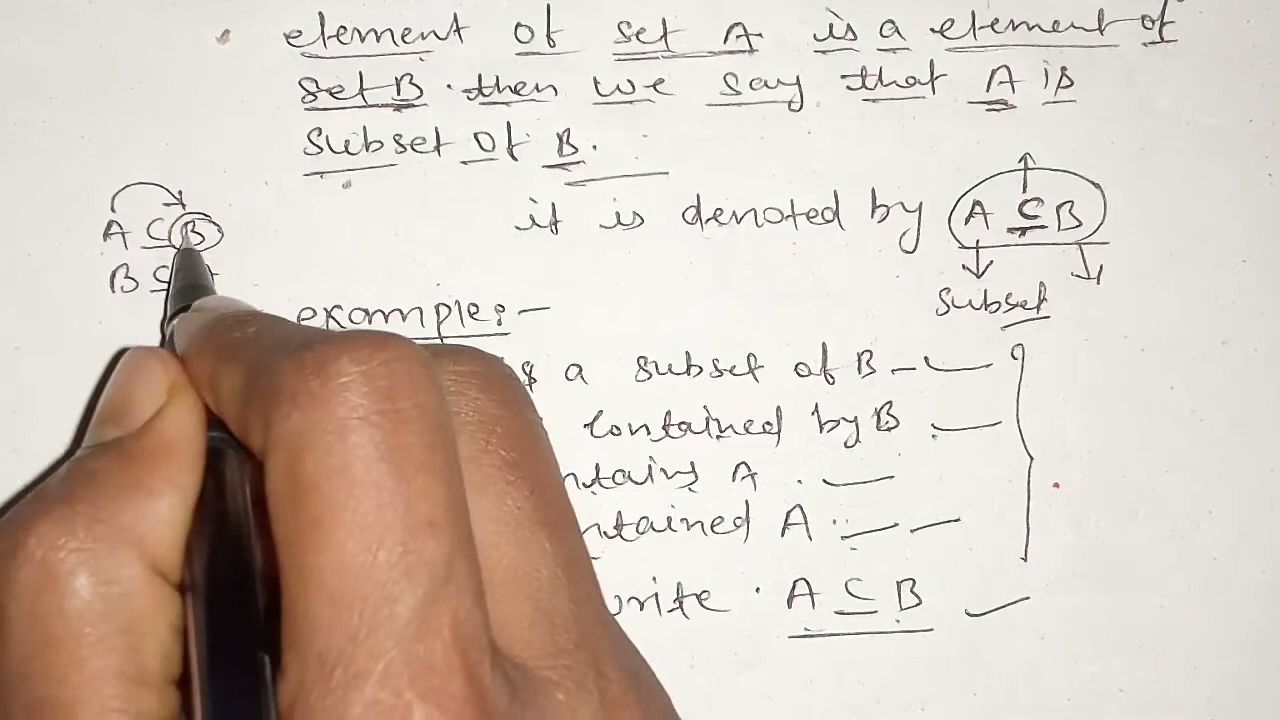 element of set A is a element of
set B . then we say that A is
subset of B.
it is denoted by A ⊆ B
subset
A ⊆ B
B ⊆
example:-
a subset of B -
contained by B
A .
A
write . A ⊆ B